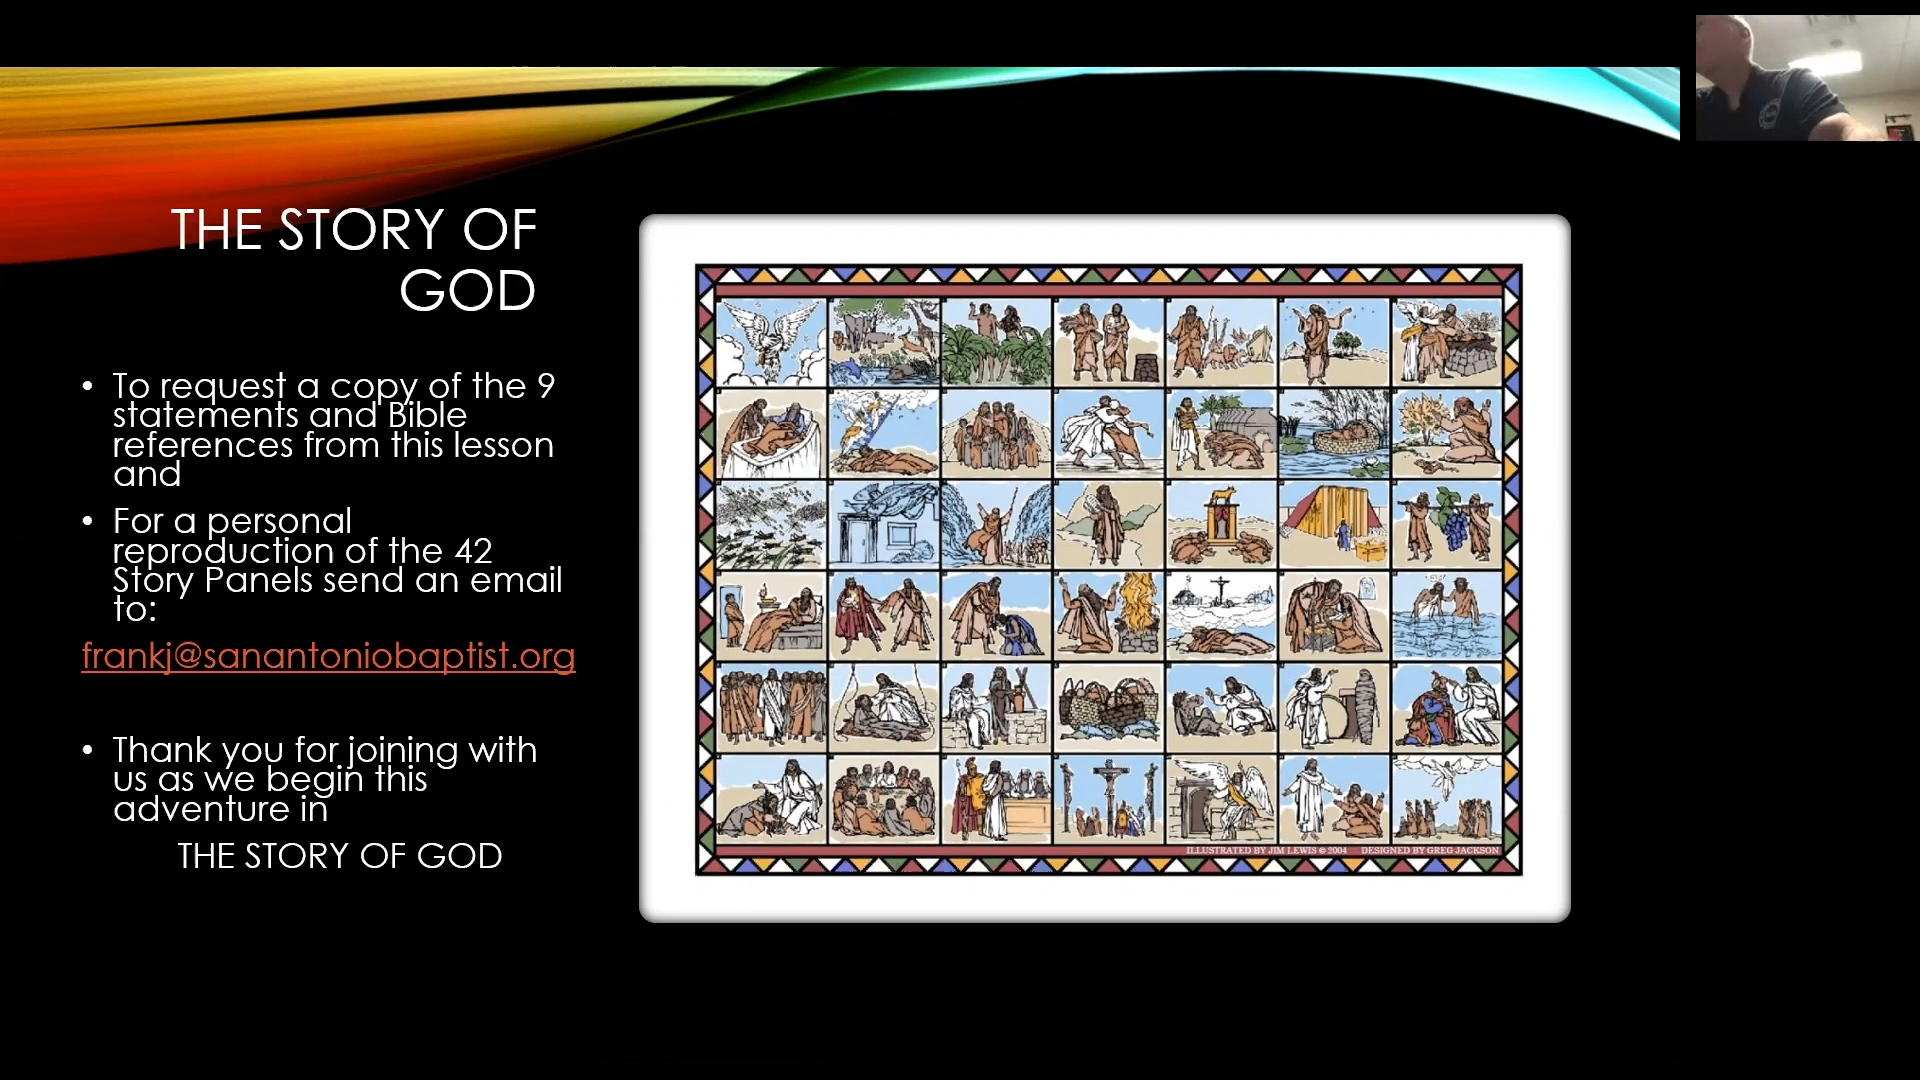 THE STORY OF
GOD
• To request a copy of the 9
statements and Bible
references from this lesson
and
• For a personal
reproduction of the 42
Story Panels send an email
to:
frankj@sanantoniobaptist.org
• Thank you for joining with
us as we begin this
adventure in
THE STORY OF GOD
ILLUSTRATED BY JIM LEWIS © 2004 DESIGNED BY GREG JACKSON